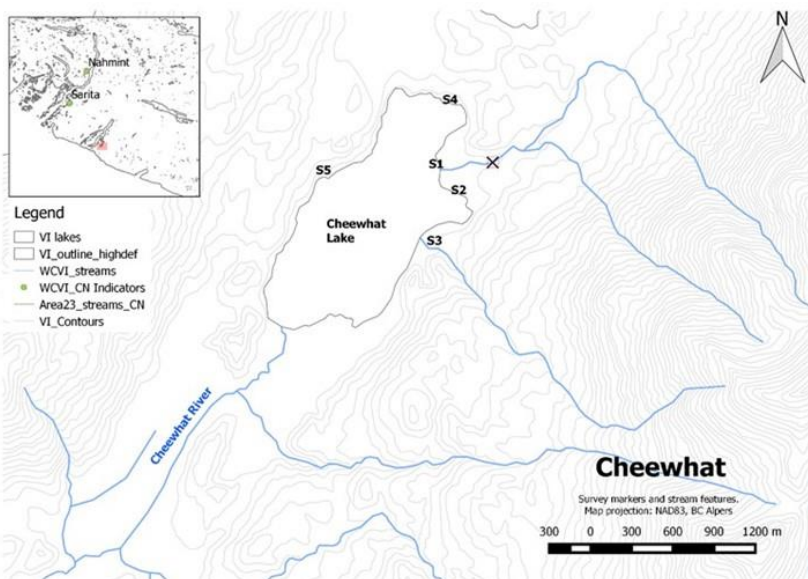 N
Nahmint
Sarita
S4
S1
S5
S2
Cheewhat
Lake
S3
Legend
VI lakes
VI_outline_highdef
WCVI_streams
WCVI_CN Indicators
Area23_streams_CN
VI_Contours
Cheewhat River
Cheewhat
Survey markers and stream features.
Map projection: NAD83, BC Alpers
300 0 300 600 900 1200 m